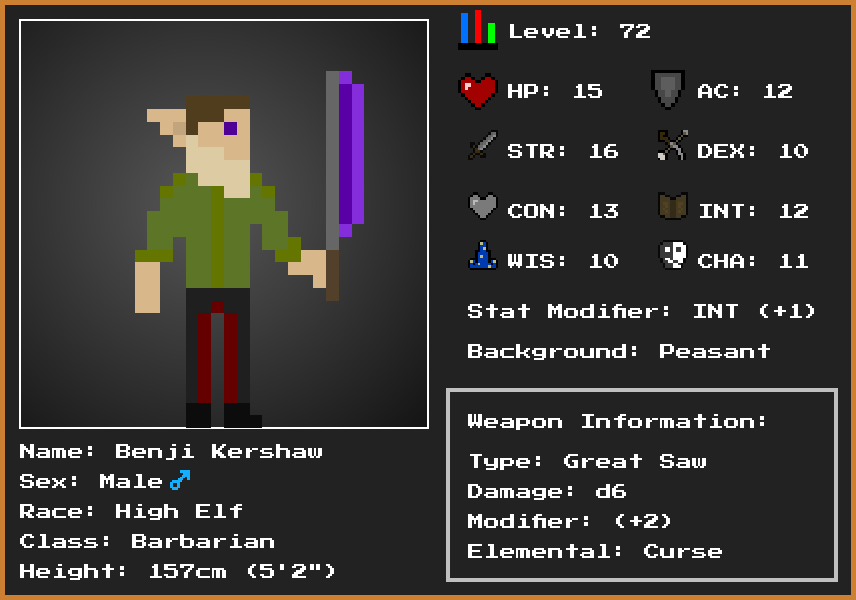 Level: 72
HP: 15
AC: 12
STR: 16
DEX: 10
CON: 13
INT: 12
WIS: 10
CHA: 11
Stat Modifier: INT (+1)
Background: Peasant
Weapon Information:
Type: Great Saw
Damage: d6
Modifier: (+2)
Elemental: Curse
Name: Benji Kershaw
Sex: Male♂
Race: High Elf
Class: Barbarian
Height: 157cm (5'2")